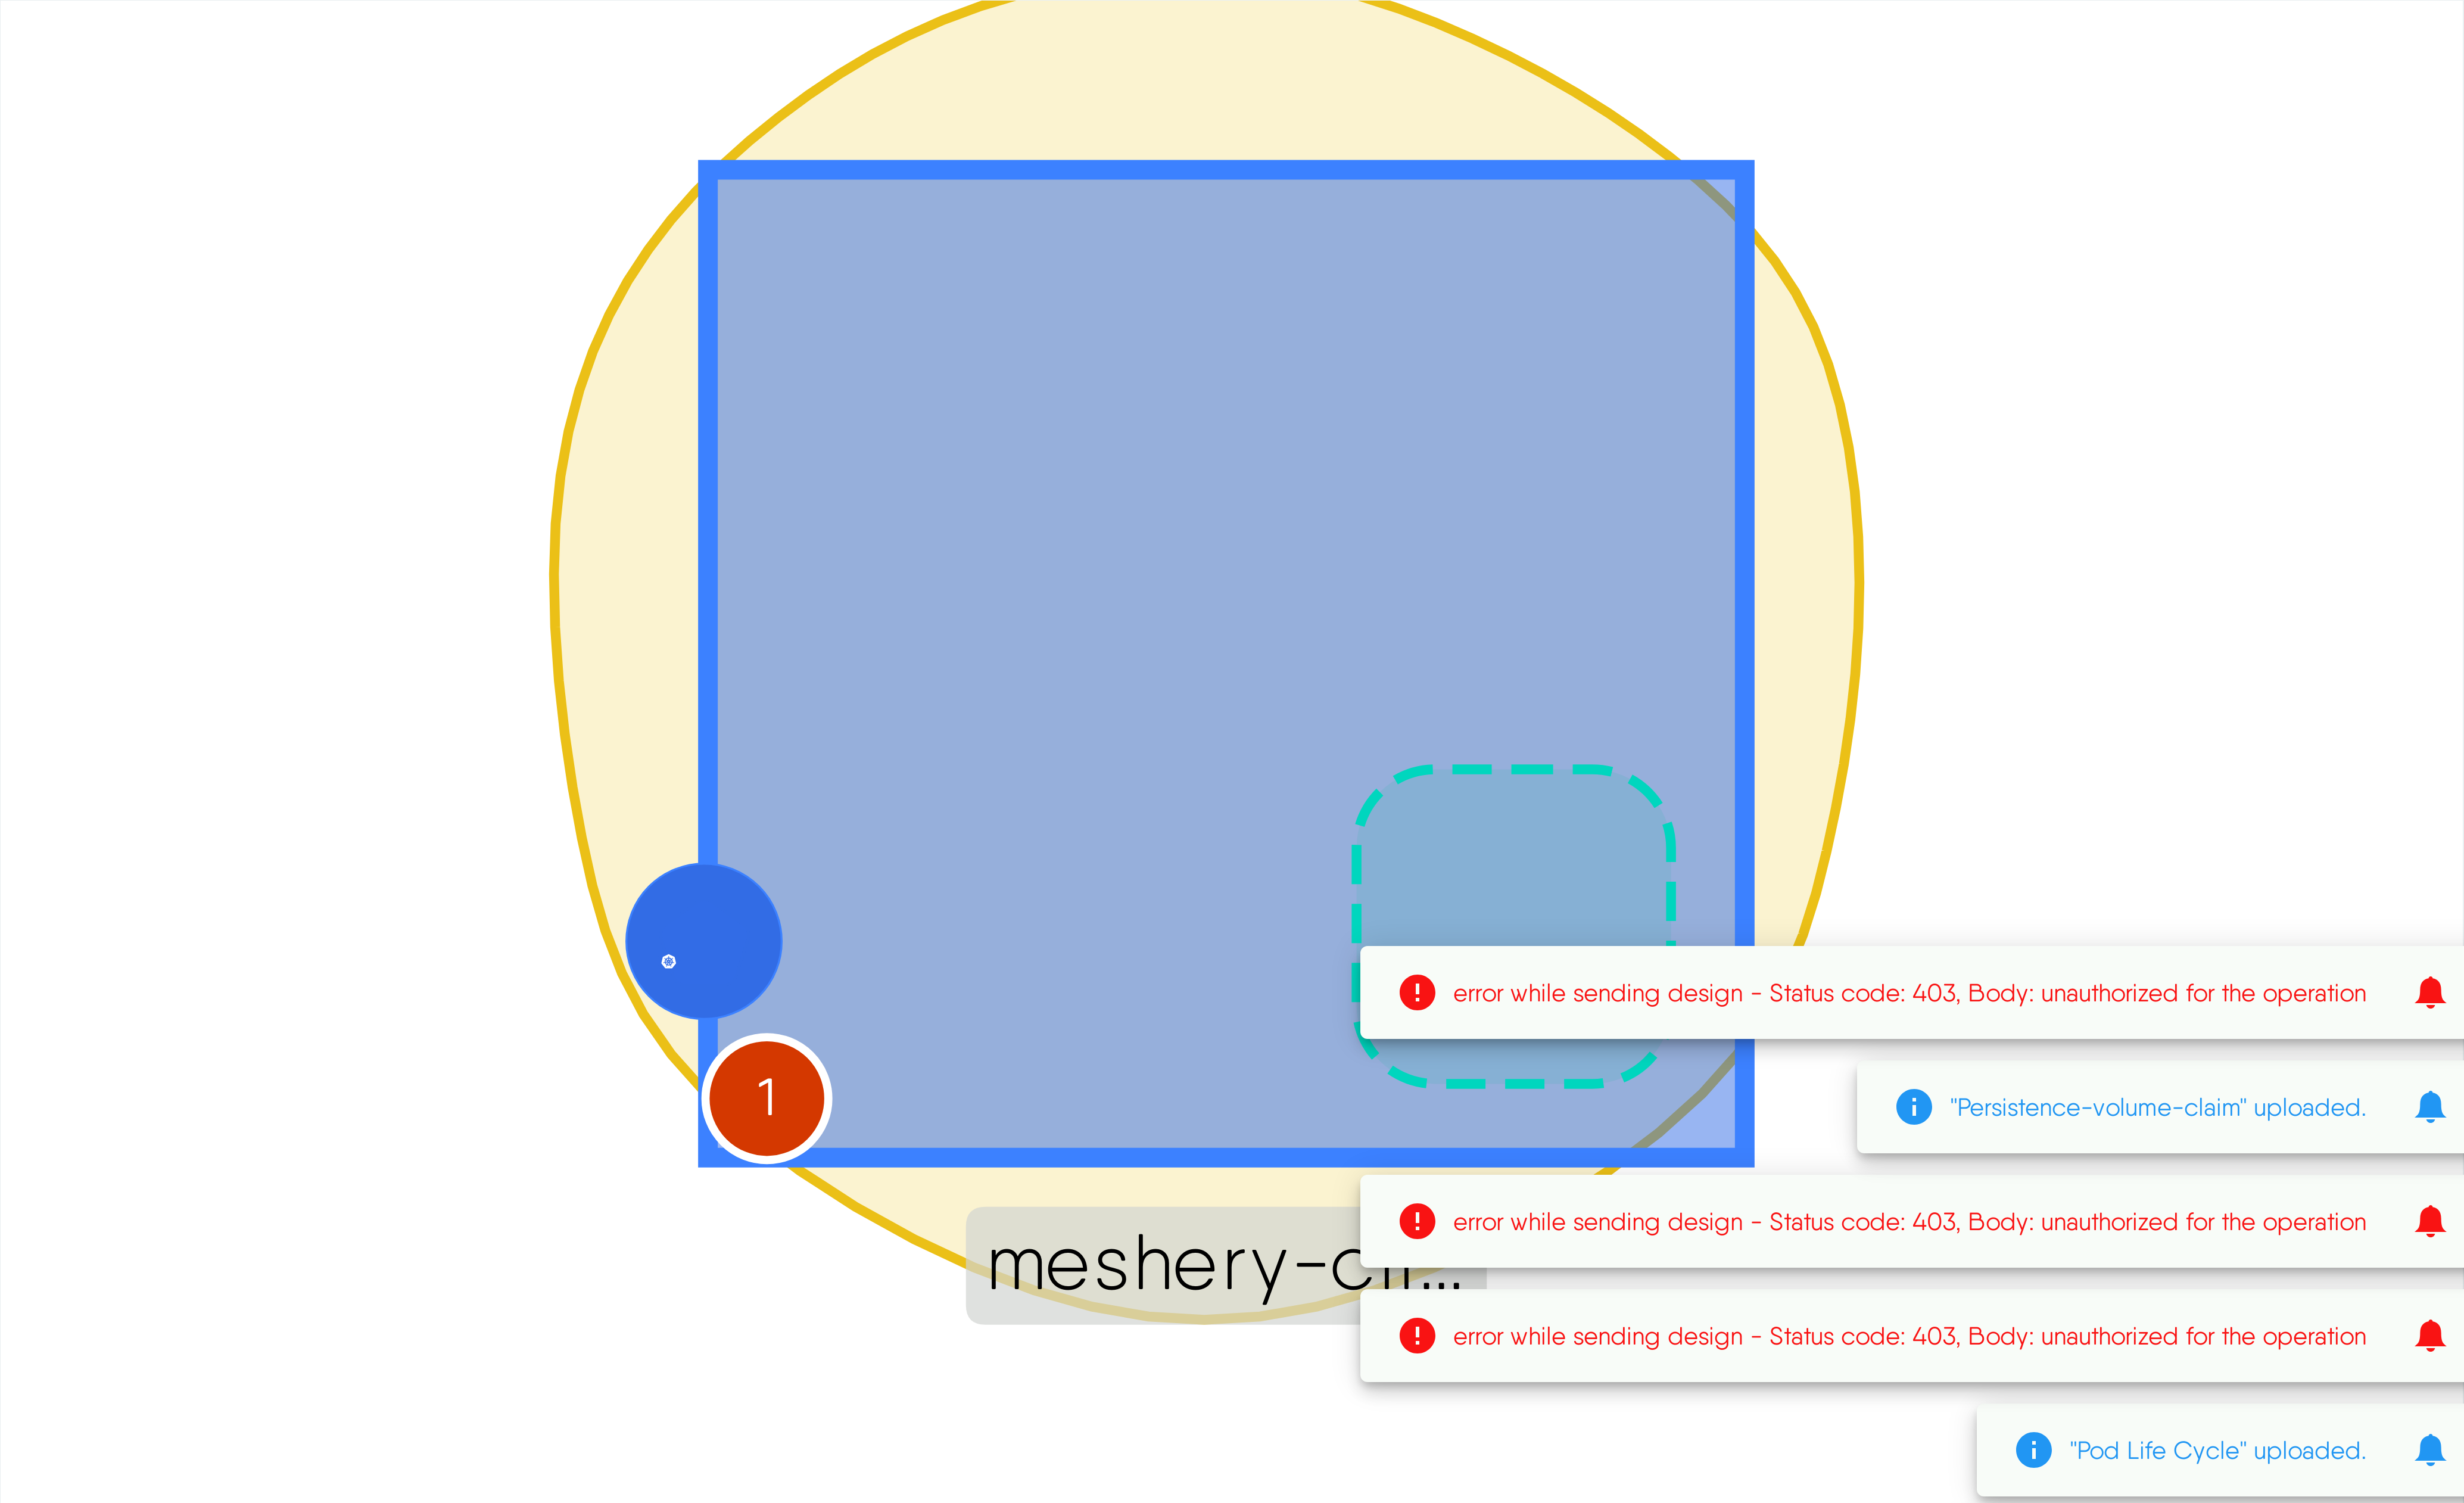 error while sending design - Status code: 403, Body: unauthorized for the operation
1
"Persistence-volume-claim" uploaded.
error while sending design - Status code: 403, Body: unauthorized for the operation
error while sending design - Status code: 403, Body: unauthorized for the operation
"Pod Life Cycle" uploaded.